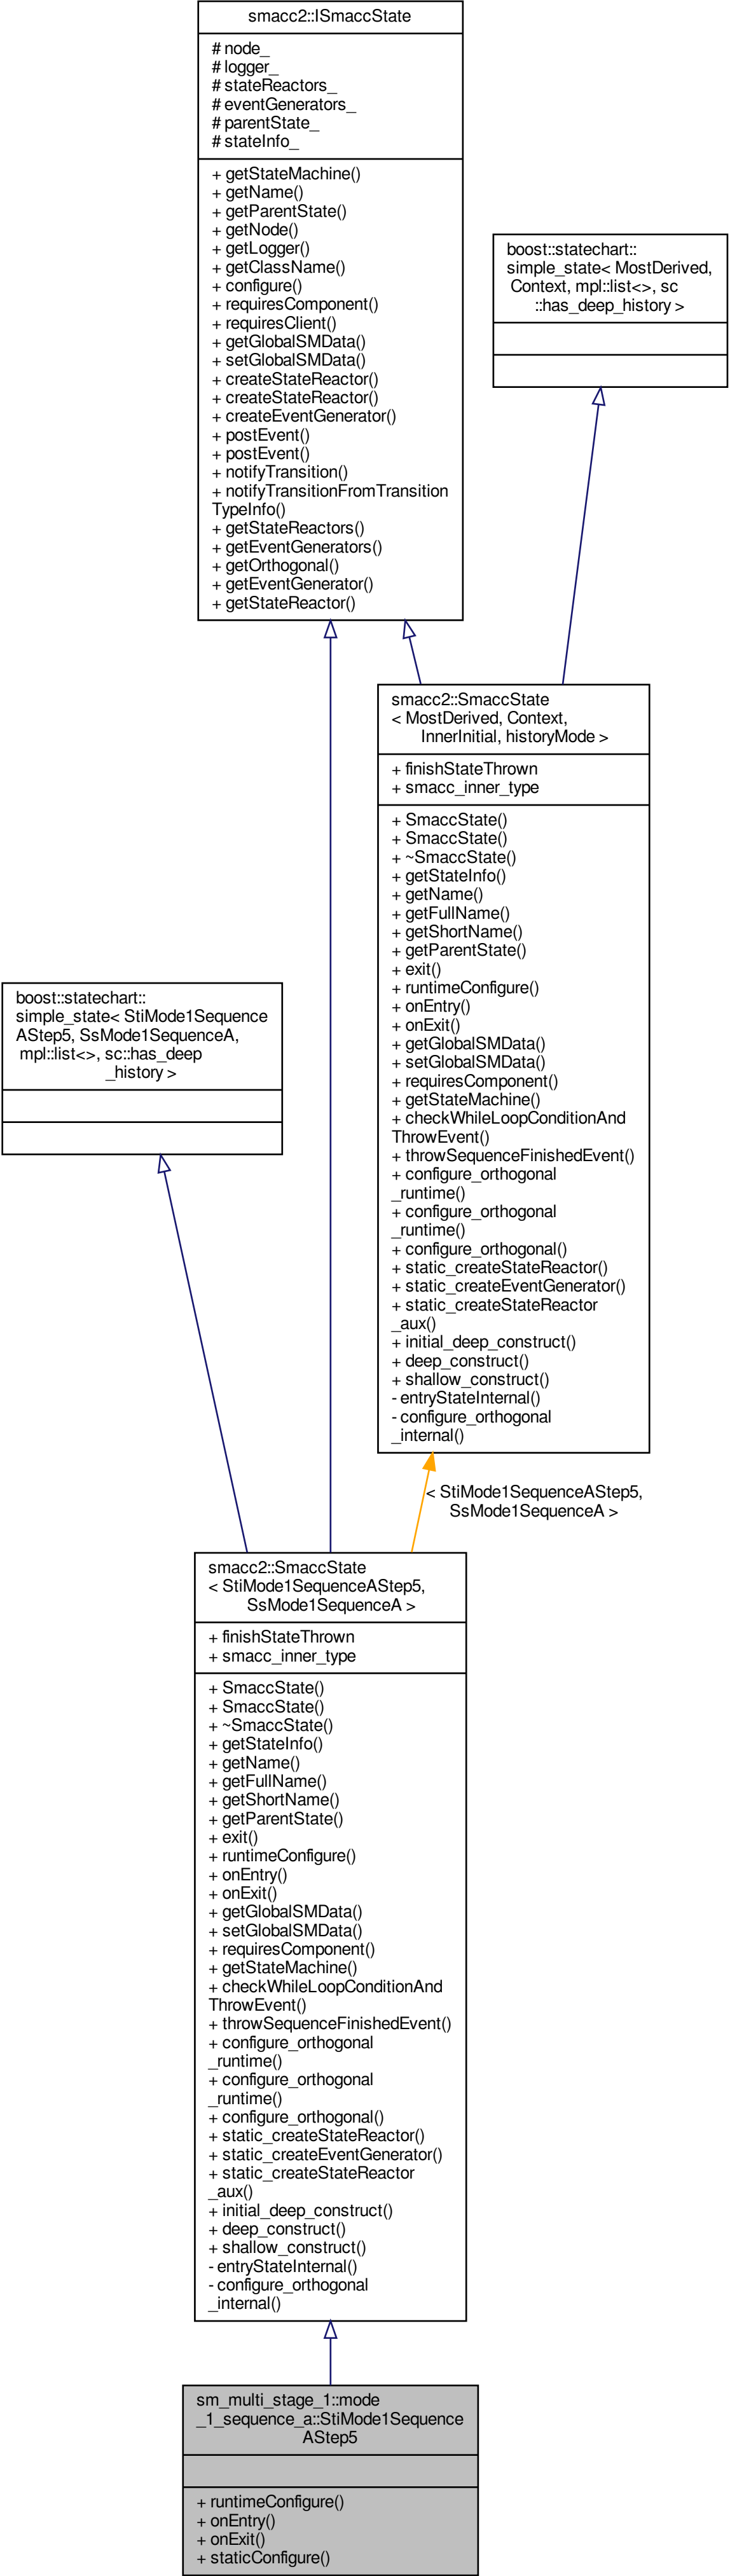 smacc2::ISmaccState
# node_
# logger_
# stateReactors_
# eventGenerators_
# parentState_
# stateInfo_
+ getStateMachine()
+ getName()
+ getParentState()
+ getNode()
+ getLogger()
+ getClassName()
+ configure()
+ requiresComponent()
+ requiresClient()
+ getGlobalSMData()
+ setGlobalSMData()
+ createStateReactor()
+ createStateReactor()
+ createEventGenerator()
+ postEvent()
+ postEvent()
+ notifyTransition()
+ notifyTransitionFromTransition
TypeInfo()
+ getStateReactors()
+ getEventGenerators()
+ getOrthogonal()
+ getEventGenerator()
+ getStateReactor()
boost::statechart::
simple_state< MostDerived,
Context, mpl::list<>, sc
::has_deep_history >
smacc2::SmaccState
< MostDerived, Context,
InnerInitial, historyMode >
+ finishStateThrown
+ smacc_inner_type
+ SmaccState()
+ SmaccState()
+ ~SmaccState()
+ getStateInfo()
+ getName()
+ getFullName()
+ getShortName()
+ getParentState()
+ exit()
+ runtimeConfigure()
+ onEntry()
+ onExit()
+ getGlobalSMData()
+ setGlobalSMData()
+ requiresComponent()
+ getStateMachine()
+ checkWhileLoopConditionAnd
ThrowEvent()
+ throwSequenceFinishedEvent()
+ configure_orthogonal
_runtime()
+ configure_orthogonal
_runtime()
+ configure_orthogonal()
+ static_createStateReactor()
+ static_createEventGenerator()
+ static_createStateReactor
_aux()
+ initial_deep_construct()
+ deep_construct()
+ shallow_construct()
- entryStateInternal()
- configure_orthogonal
_internal()
boost::statechart::
simple_state< StiMode1Sequence
AStep5, SsMode1SequenceA,
mpl::list<>, sc::has_deep
_history >
< StiMode1SequenceAStep5,
SsMode1SequenceA >
smacc2::SmaccState
< StiMode1SequenceAStep5,
SsMode1SequenceA >
+ finishStateThrown
+ smacc_inner_type
+ SmaccState()
+ SmaccState()
+ ~SmaccState()
+ getStateInfo()
+ getName()
+ getFullName()
+ getShortName()
+ getParentState()
+ exit()
+ runtimeConfigure()
+ onEntry()
+ onExit()
+ getGlobalSMData()
+ setGlobalSMData()
+ requiresComponent()
+ getStateMachine()
+ checkWhileLoopConditionAnd
ThrowEvent()
+ throwSequenceFinishedEvent()
+ configure_orthogonal
_runtime()
+ configure_orthogonal
_runtime()
+ configure_orthogonal()
+ static_createStateReactor()
+ static_createEventGenerator()
+ static_createStateReactor
_aux()
+ initial_deep_construct()
+ deep_construct()
+ shallow_construct()
- entryStateInternal()
- configure_orthogonal
_internal()
sm_multi_stage_1::mode
_1_sequence_a::StiMode1Sequence
AStep5
+ runtimeConfigure()
+ onEntry()
+ onExit()
+ staticConfigure()